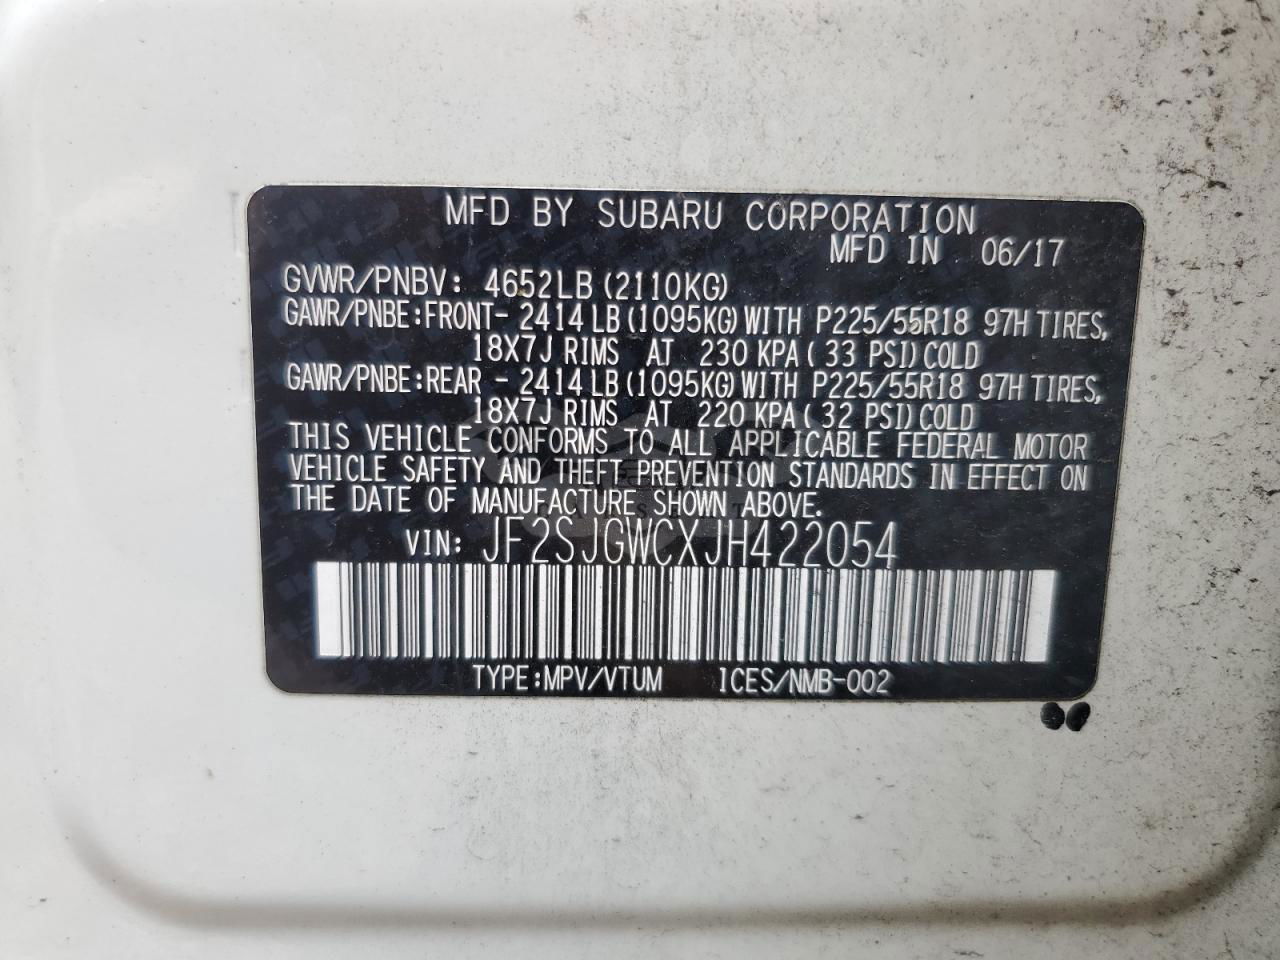 MFD BY SUBARU CORPORATION
MFD IN 06/17
GVWR/PNBV: 4652LB (2110KG)
GAWR/PNBE:FRONT- 2414 LB (1095KG) WITH P225/55R18 97H TIRES,
18X7J RIMS AT 230 KPA ( 33 PSI) COLD
GAWR/PNBE:REAR - 2414 LB (1095KG) WITH P225/55R18 97H TIRES,
18X7J RIMS AT 220 KPA ( 32 PSI) COLD
THIS VEHICLE CONFORMS TO ALL APPLICABLE FEDERAL MOTOR
VEHICLE SAFETY AND THEFT PREVENTION STANDARDS IN EFFECT ON
THE DATE OF MANUFACTURE SHOWN ABOVE.
VIN: JF2SJGWCXJH422054
TYPE:MPV/VTUM ICES/NMB-002